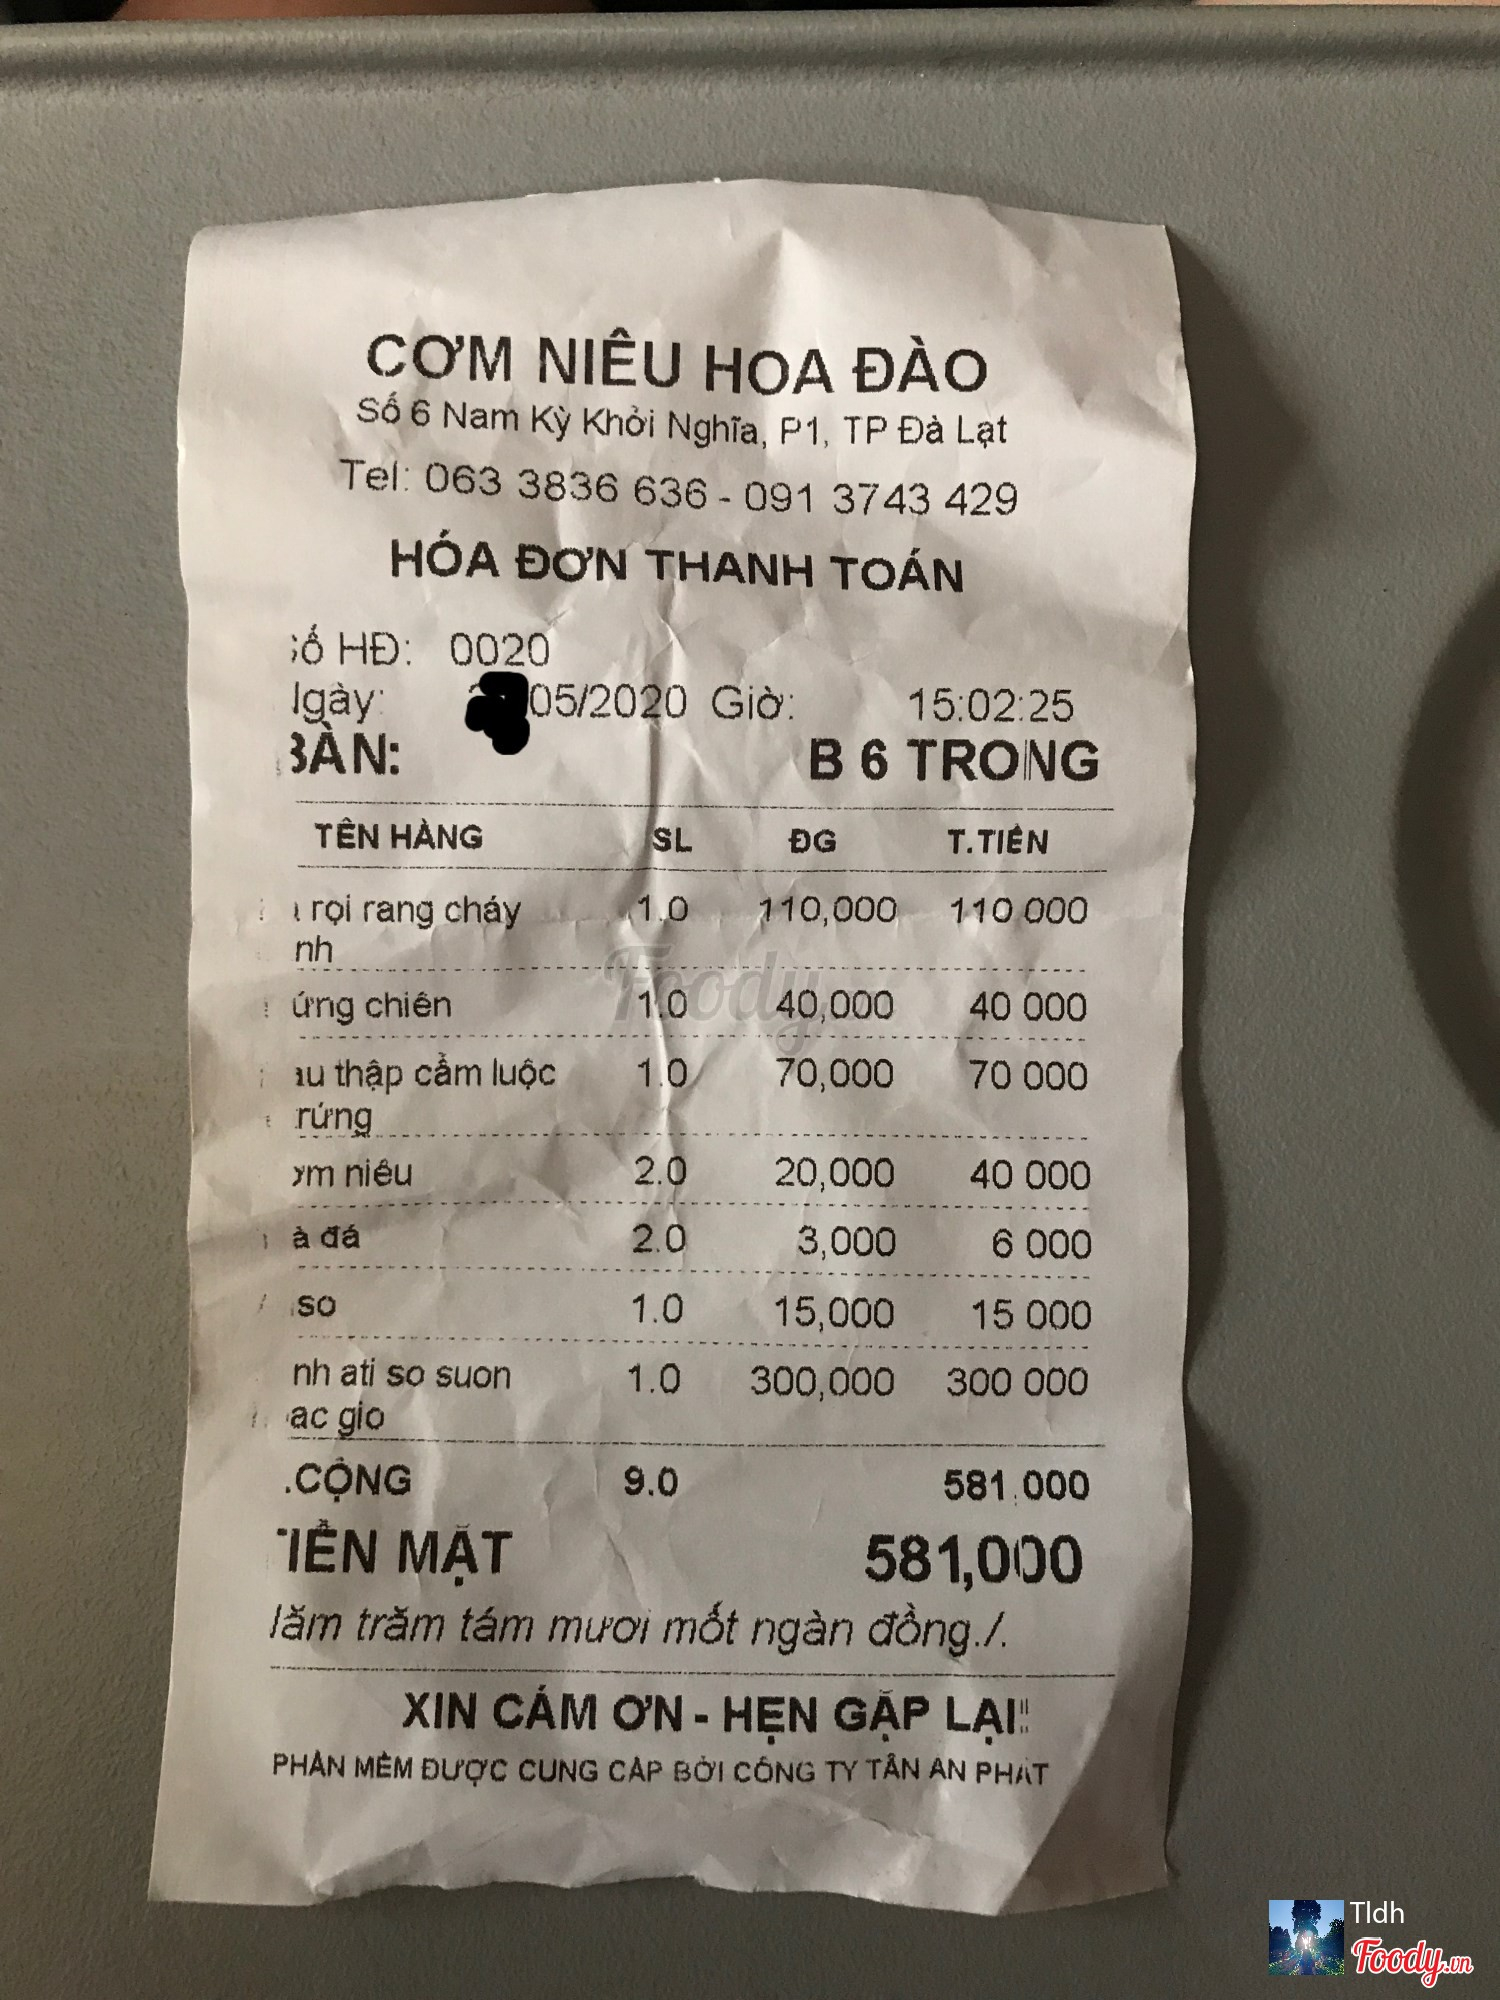 CƠM NIÊU HOA ĐÀO
Số 6 Nam Kỳ Khởi Nghĩa, P1, TP Đà Lạt
Tel: 063 3836 636 - 091 3743 429
HÓA ĐƠN THANH TOÁN
Số HĐ: 0020
Ngày: 05/2020 Giờ: 15:02:25
BÀN: B 6 TRONG
TÊN HÀNG SL ĐG T.TIỀN
rọi rang cháy 1.0 110,000 110 000
nh
ứng chiên 1.0 40,000 40 000
au thập cẩm luộc 1.0 70,000 70 000
rứng
ơm niêu 2.0 20,000 40 000
à đá 2.0 3,000 6 000
so 1.0 15,000 15 000
nh ati so suon 1.0 300,000 300 000
ac gio
.CỘNG 9.0 581.000
TIỀN MẶT 581,000
lăm trăm tám mươi mốt ngàn đồng./.
XIN CÁM ƠN - HẸN GẶP LẠI!
PHẦN MỀM ĐƯỢC CUNG CẤP BỞI CÔNG TY TÂN AN PHÁT
Foody
Tldh
Foody.vn